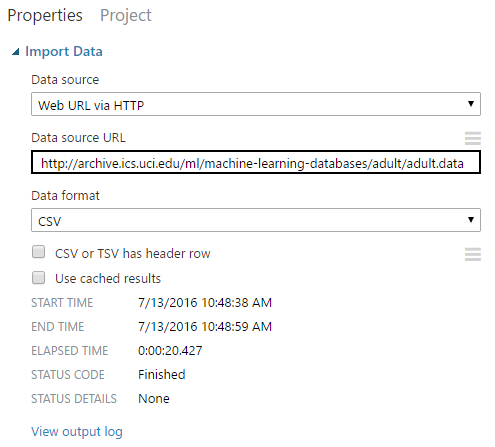 Properties Project
Import Data
Data source
Web URL via HTTP
Data source URL
http://archive.ics.uci.edu/ml/machine-learning-databases/adult/adult.data
Data format
CSV
CSV or TSV has header row
Use cached results
START TIME 7/13/2016 10:48:38 AM
END TIME 7/13/2016 10:48:59 AM
ELAPSED TIME 0:00:20.427
STATUS CODE Finished
STATUS DETAILS None
View output log